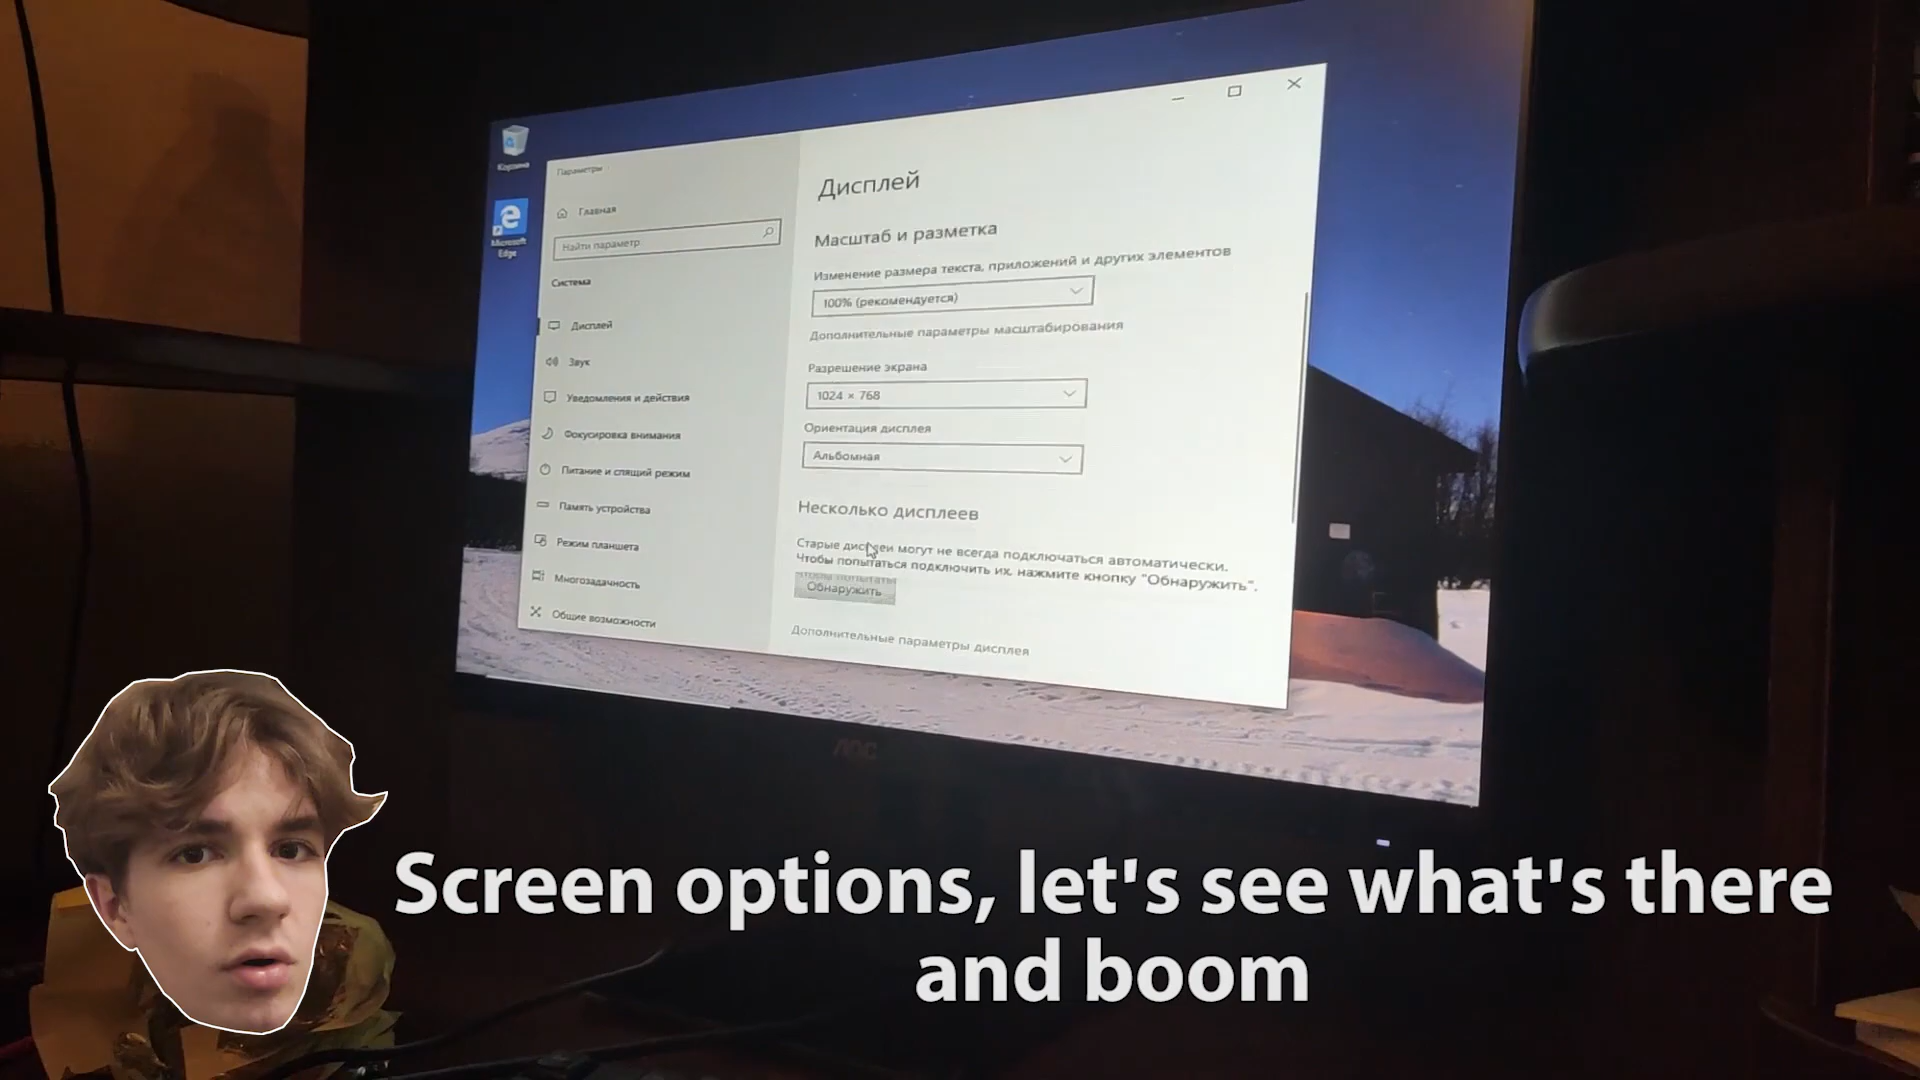 Корзина
Microsoft
Edge
Параметры
Главная
Найти параметр
Система
Дисплей
Звук
Уведомления и действия
Фокусировка внимания
Питание и спящий режим
Память устройства
Режим планшета
Многозадачность
Общие возможности
Дисплей
Масштаб и разметка
Изменение размера текста, приложений и других элементов
100% (рекомендуется)
Дополнительные параметры масштабирования
Разрешение экрана
1024 × 768
Ориентация дисплея
Альбомная
Несколько дисплеев
Старые дисплеи могут не всегда подключаться автоматически.
Чтобы попытаться подключить их, нажмите кнопку "Обнаружить".
Обнаружить
Дополнительные параметры дисплея
AOC
Screen options, let's see what's there
and boom